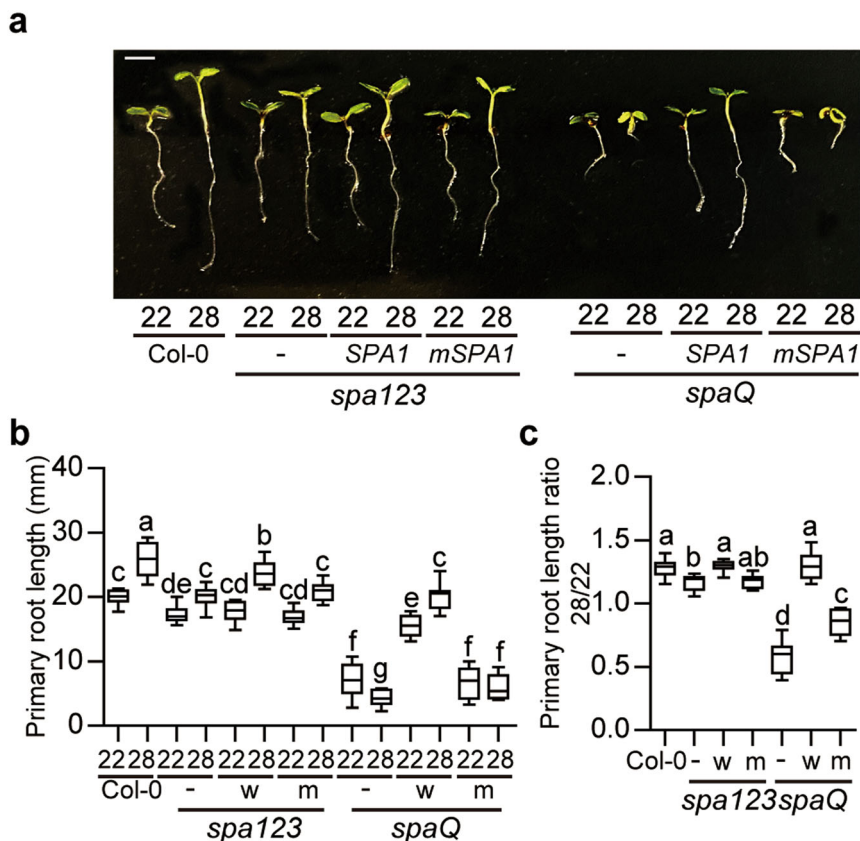 a
22 28 22 28 22 28 22 28 22 28 22 28 22 28
Col-0 - SPA1 mSPA1 - SPA1 mSPA1
spa123 spaQ
b
Primary root length (mm)
40
30
20
10
0
c a de c cd b cd c f g e c f f
22 28 22 28 22 28 22 28 22 28 22 28 22 28
Col-0 - w m - w m
spa123 spaQ
c
Primary root length ratio
28/22
2.0
1.5
1.0
0.5
0.0
a b a ab d a c
Col-0 - w m - w m
spa123 spaQ